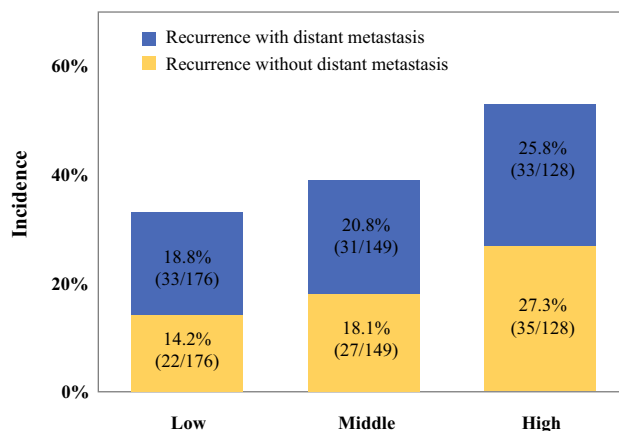 Recurrence with distant metastasis
Recurrence without distant metastasis
60%
40%
20%
0%
Incidence
18.8%
(33/176)
14.2%
(22/176)
20.8%
(31/149)
18.1%
(27/149)
25.8%
(33/128)
27.3%
(35/128)
Low
Middle
High